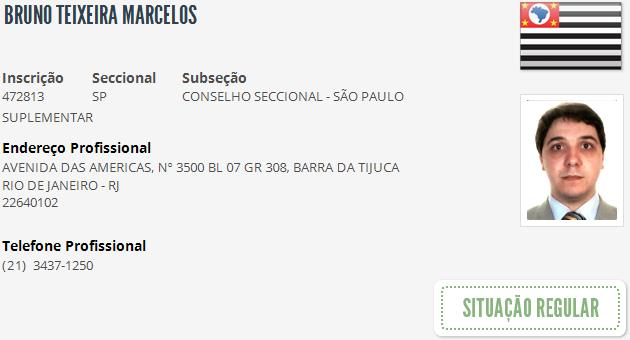 BRUNO TEIXEIRA MARCELOS
Inscrição Seccional Subseção
472813 SP CONSELHO SECCIONAL - SÃO PAULO
SUPLEMENTAR
Endereço Profissional
AVENIDA DAS AMERICAS, Nº 3500 BL 07 GR 308, BARRA DA TIJUCA
RIO DE JANEIRO - RJ
22640102
Telefone Profissional
(21) 3437-1250
SITUAÇÃO REGULAR